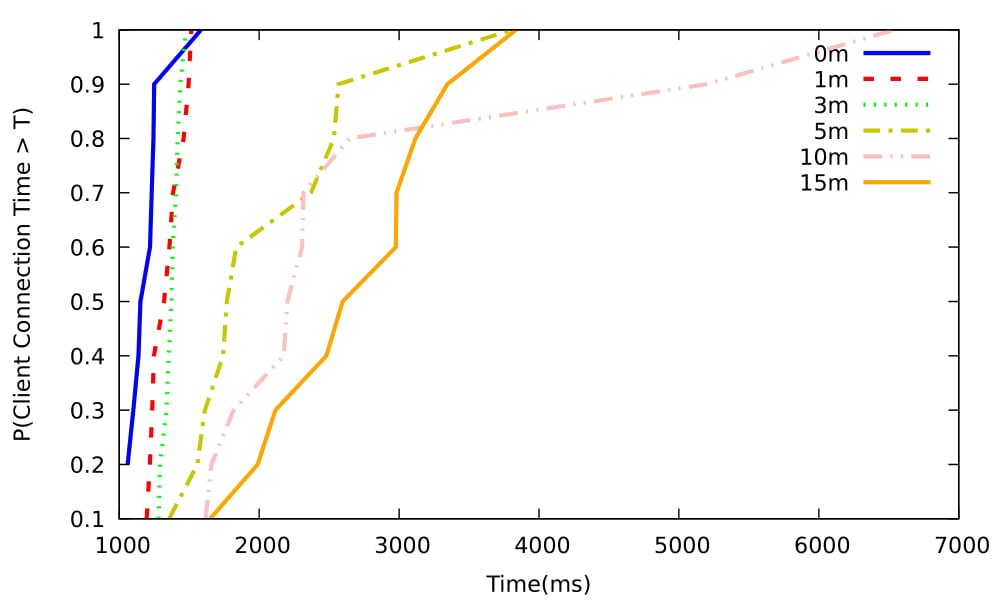 P(Client Connection Time > T)
1
0.9
0.8
0.7
0.6
0.5
0.4
0.3
0.2
0.1
0m
1m
3m
5m
10m
15m
1000 2000 3000 4000 5000 6000 7000
Time(ms)